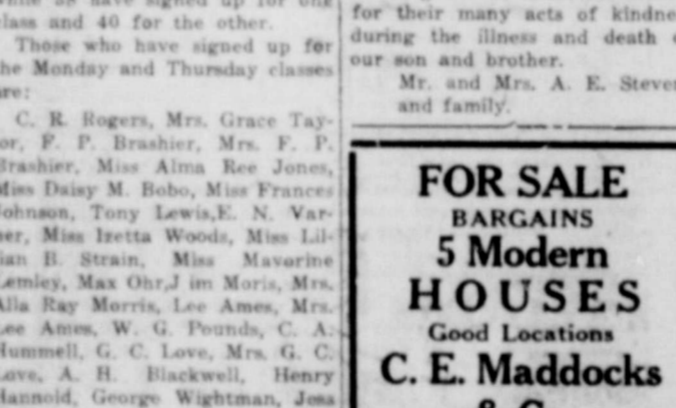 class and 40 for the other.
Those who have signed up for
the Monday and Thursday classes
are:
C. R. Rogers, Mrs. Grace Tay-
lor, F. P. Brashier, Mrs. F. P.
Brashier, Miss Alma Ree Jones,
Miss Daisy M. Bobo, Miss Frances
Johnson, Tony Lewis,E. N. Var-
ner, Miss Izetta Woods, Miss Lil-
ian B. Strain, Miss Mavorine
Lemley, Max Ohr,J im Moris, Mrs.
Alla Ray Morris, Lee Ames, Mrs.
Lee Ames, W. G. Pounds, C. A.
Hummell, G. C. Love, Mrs. G. C.
Love, A. H. Blackwell, Henry
Hannold, George Wightman, Jess
for their many acts of
during the illness and death
our son and brother.
Mr. and Mrs. A. E.
and family.
FOR SALE
BARGAINS
5 Modern
HOUSES
Good Locations
C. E. Maddocks